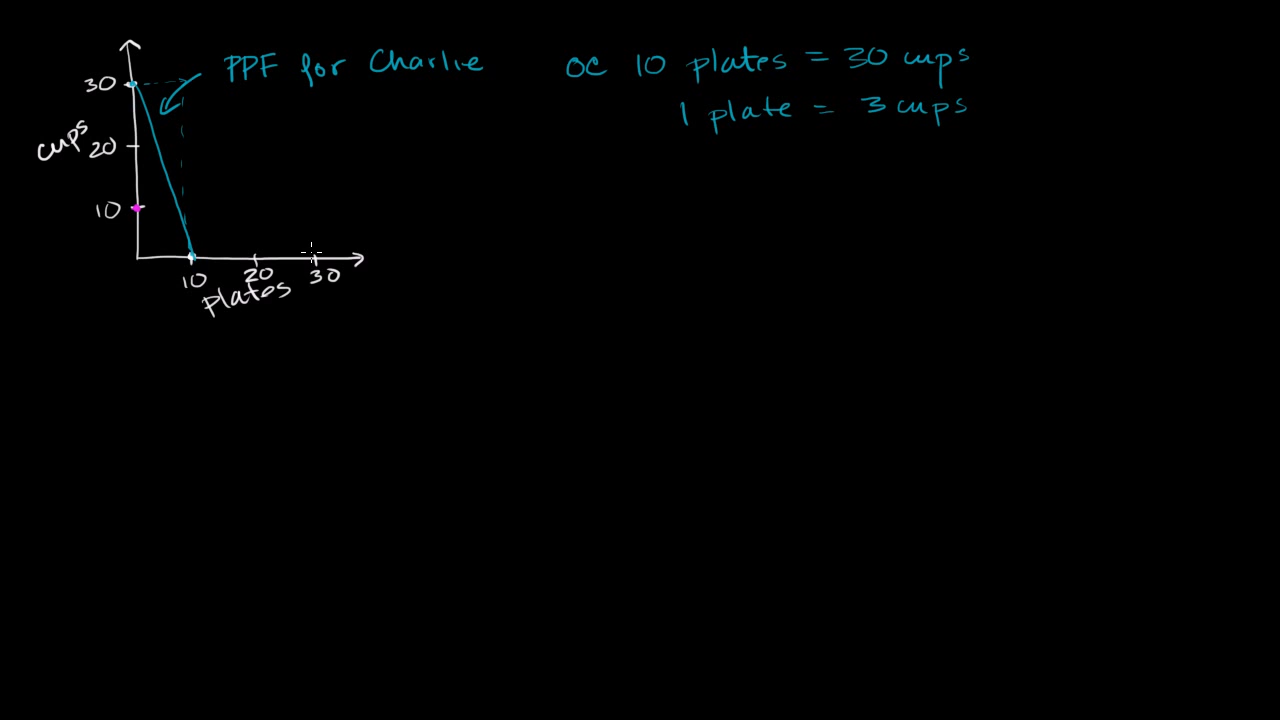 PPF for Charlie
OC 10 plates = 30 cups
1 plate = 3 cups
30
cups
20
10
10
20
30
plates